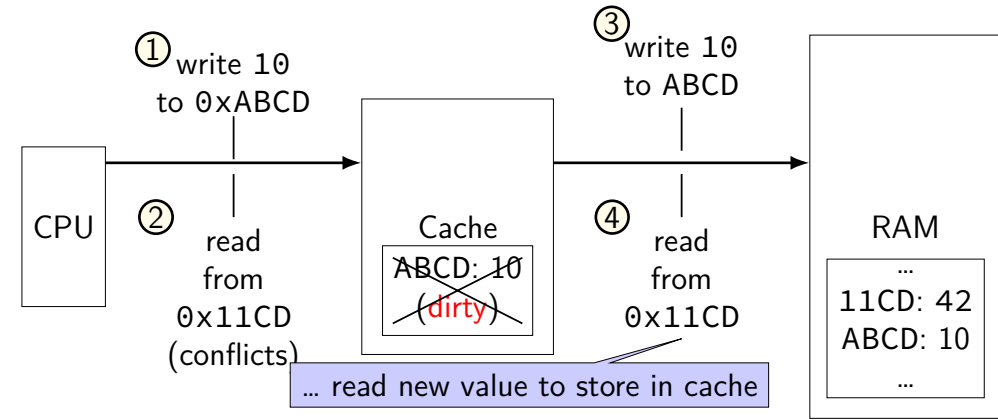 1
write 10
to 0xABCD
3
write 10
to ABCD
CPU
2
read
from
0x11CD
(conflicts)
Cache
ABCD: 10
(dirty)
4
read
from
0x11CD
RAM
...
11CD: 42
ABCD: 10
...
... read new value to store in cache